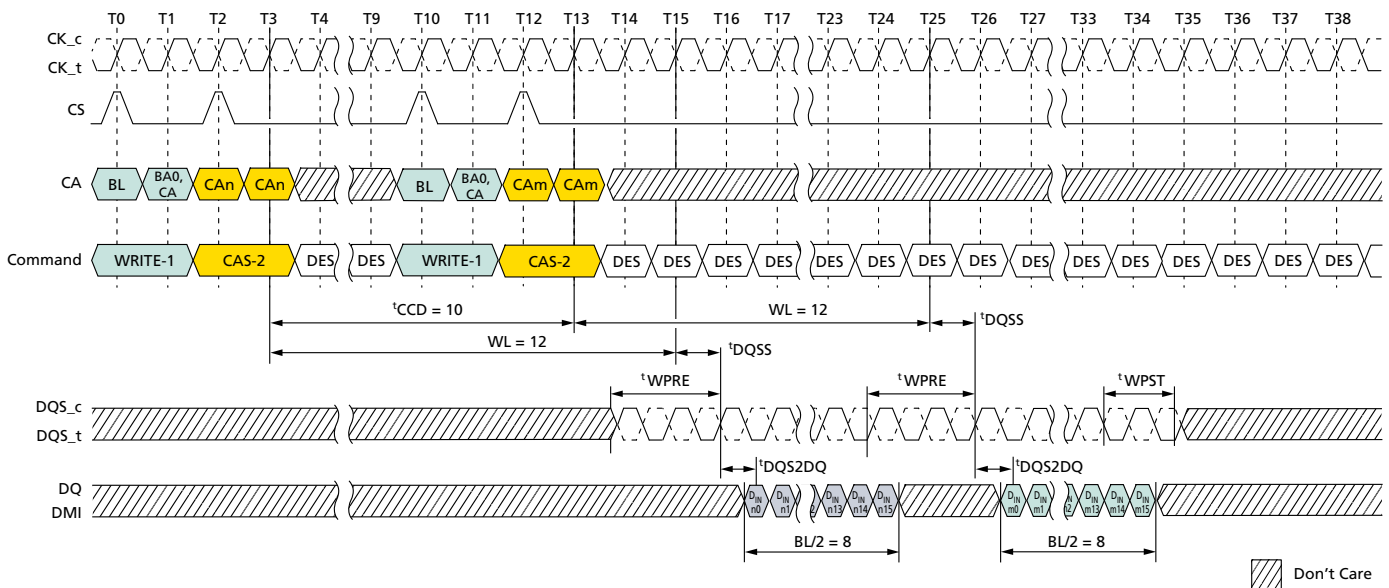 T0 T1 T2 T3 T4 T9 T10 T11 T12 T13 T14 T15 T16 T17 T22 T23 T24 T25 T26 T27 T32 T33 T34 T35 T36 T37 T38
CK_c
CK_t
CS
CA BL BA0, CA CAn CAn BL BA0, CA CAm CAm
Command WRITE-1 CAS-2 DES DES WRITE-1 CAS-2 DES DES DES DES DES DES DES DES DES DES DES DES DES DES DES DES DES
tCCD = 10 WL = 12 tDQSS
WL = 12 tDQSS
tWPRE tWPRE tWPST
DQS_c
DQS_t
tDQS2DQ tDQS2DQ
DQ
DMI
DIN n0 DIN n1 DIN n13 DIN n14 DIN n15 DIN m0 DIN m1 DIN m13 DIN m14 DIN m15
BL/2 = 8 BL/2 = 8
Don't Care